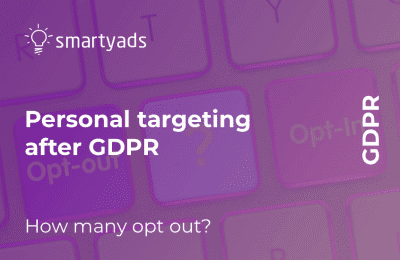 smartyads
R T Y
Personal targeting
after GDPR
GDPR
Opt-out ? Opt-In
How many opt out?